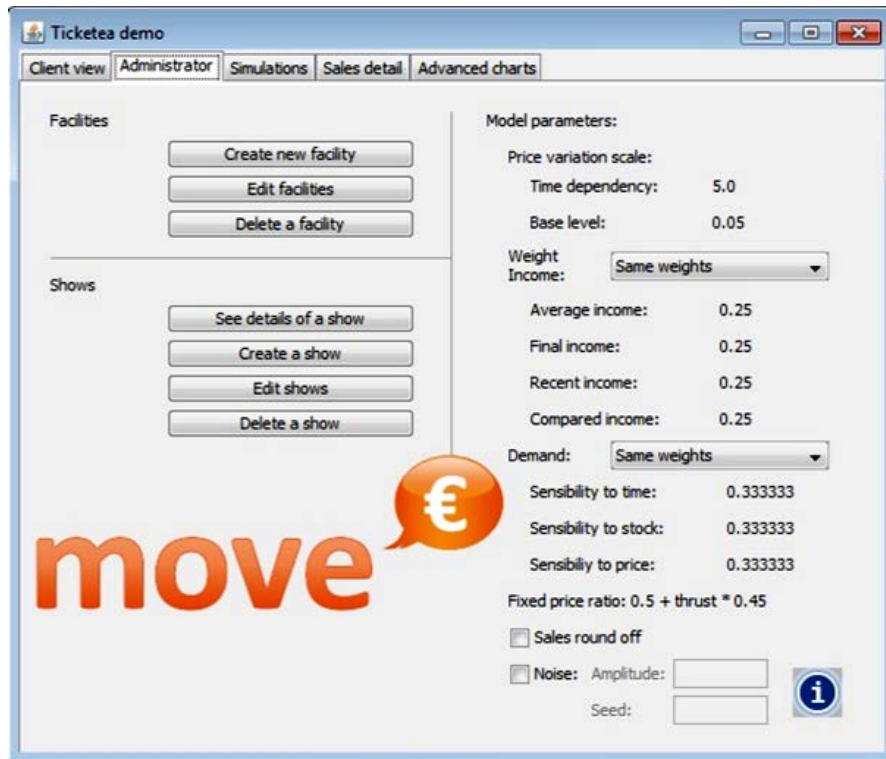 Ticketea demo
Client view Administrator Simulations Sales detail Advanced charts
Facilities
Create new facility
Edit facilities
Delete a facility
Shows
See details of a show
Create a show
Edit shows
Delete a show
move €
Model parameters:
Price variation scale:
Time dependency: 5.0
Base level: 0.05
Weight
Income: Same weights
Average income: 0.25
Final income: 0.25
Recent income: 0.25
Compared income: 0.25
Demand: Same weights
Sensibility to time: 0.333333
Sensibility to stock: 0.333333
Sensibiliy to price: 0.333333
Fixed price ratio: 0.5 + thrust * 0.45
Sales round off
Noise: Amplitude:
Seed:
i